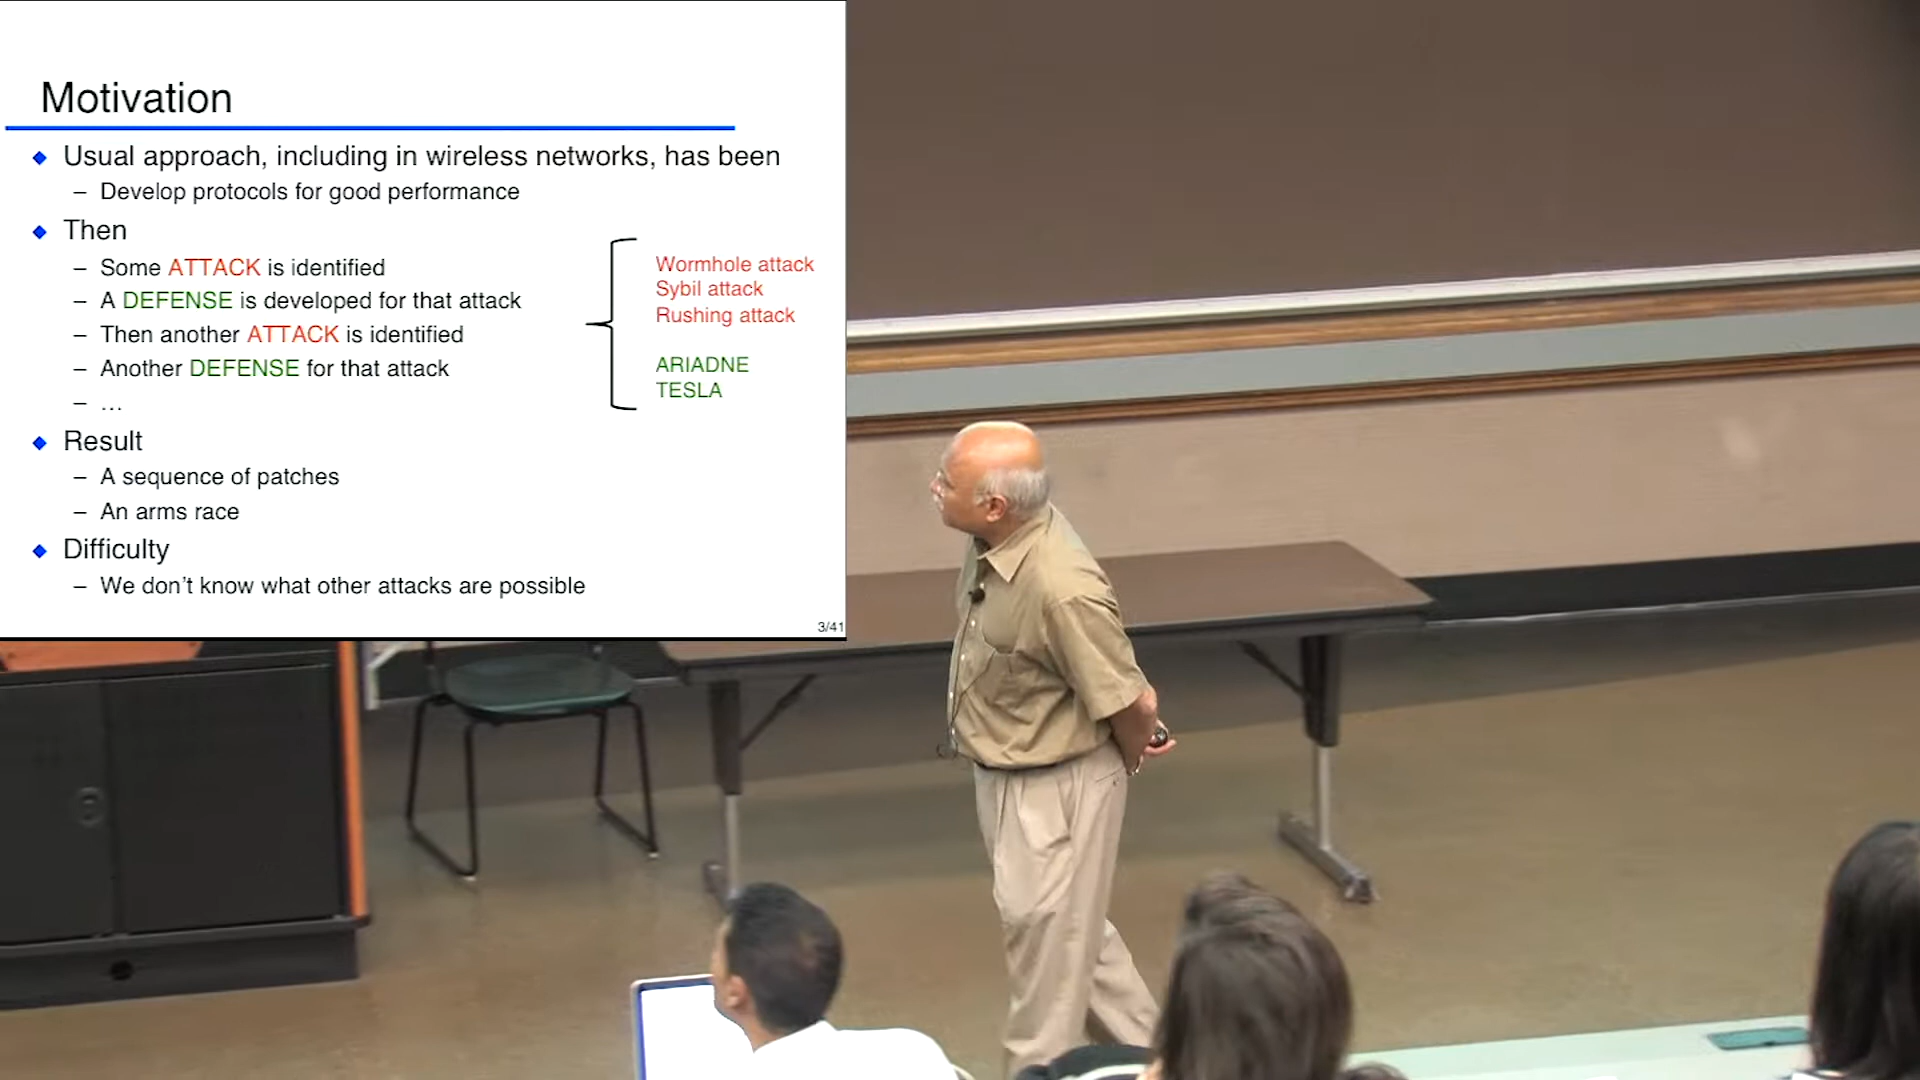 Motivation
Usual approach, including in wireless networks, has been
– Develop protocols for good performance
Then
– Some ATTACK is identified
– A DEFENSE is developed for that attack
– Then another ATTACK is identified
– Another DEFENSE for that attack
– …
Wormhole attack
Sybil attack
Rushing attack
ARIADNE
TESLA
Result
– A sequence of patches
– An arms race
Difficulty
– We don't know what other attacks are possible
3/41